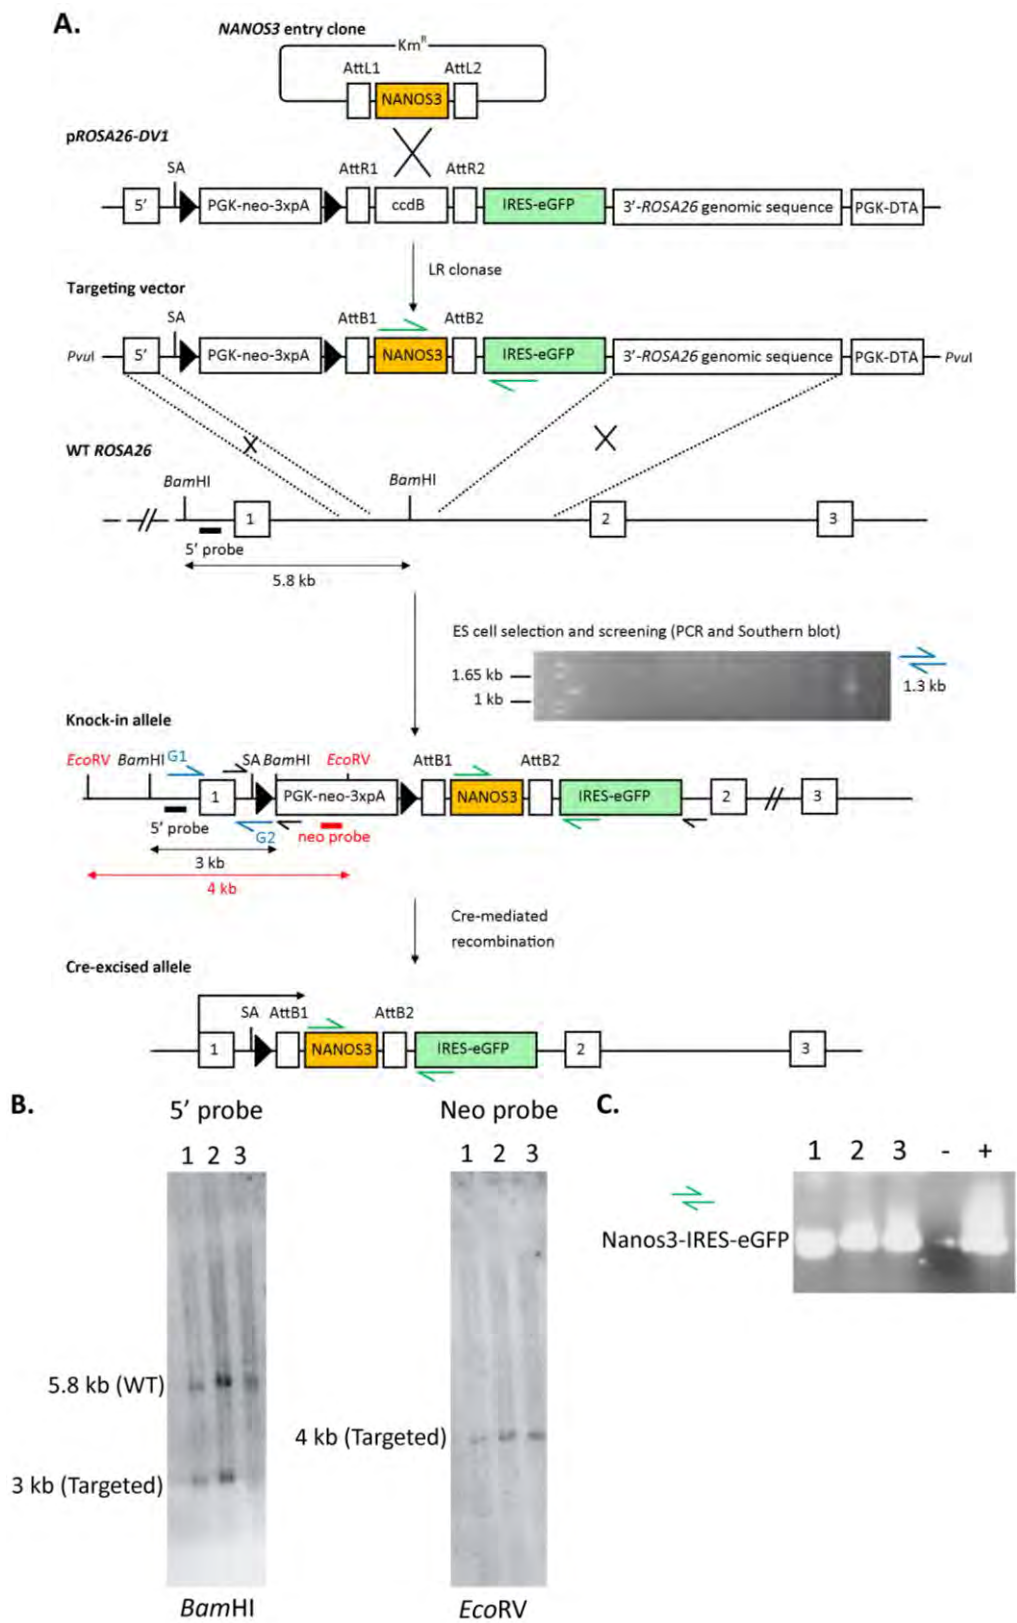 A.
NANOS3 entry clone
KmR
AttL1 AttL2
NANOS3
pROSA26-DV1
SA AttR1 AttR2
5' PGK-neo-3xpA ccdB IRES-eGFP 3'-ROSA26 genomic sequence PGK-DTA
LR clonase
Targeting vector
SA AttB1 AttB2
PvuI 5' PGK-neo-3xpA NANOS3 IRES-eGFP 3'-ROSA26 genomic sequence PGK-DTA PvuI
WT ROSA26
BamHI BamHI
1 2 3
5' probe
5.8 kb
ES cell selection and screening (PCR and Southern blot)
1.65 kb
1 kb
1.3 kb
Knock-in allele
EcoRV BamHI G1 SA BamHI EcoRV AttB1 AttB2
1 PGK-neo-3xpA NANOS3 IRES-eGFP 2 3
5' probe G2 neo probe
3 kb
4 kb
Cre-mediated
recombination
Cre-excised allele
SA AttB1 AttB2
1 NANOS3 IRES-eGFP 2 3
B.
5' probe
1 2 3
5.8 kb (WT)
3 kb (Targeted)
BamHI
Neo probe
1 2 3
4 kb (Targeted)
EcoRV
C.
1 2 3 - +
Nanos3-IRES-eGFP